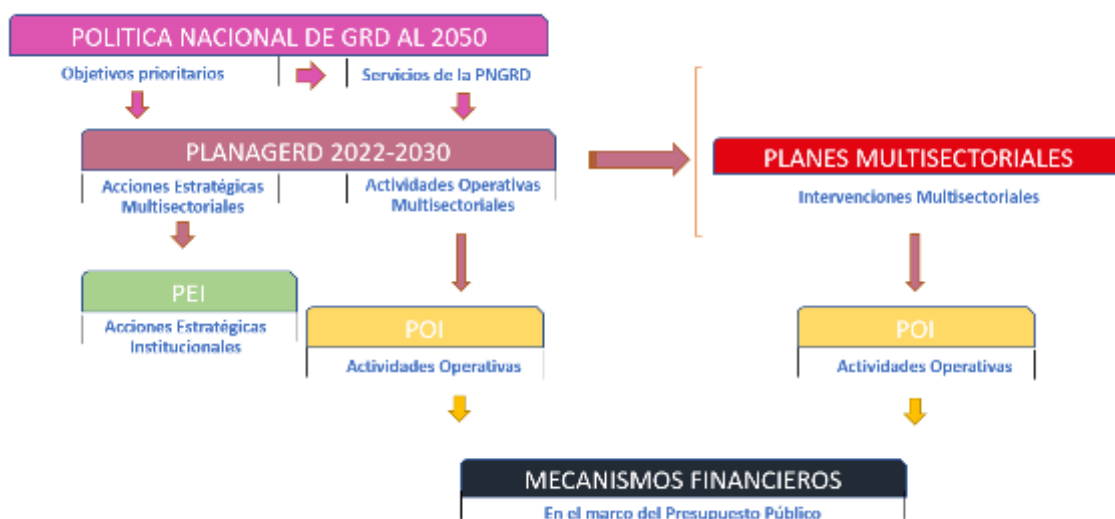 POLITICA NACIONAL DE GRD AL 2050
Objetivos prioritarios
Servicios de la PNGRD
PLANAGERD 2022-2030
PLANES MULTISECTORIALES
Acciones Estratégicas
Multisectoriales
Actividades Operativas
Multisectoriales
Intervenciones Multisectoriales
PEI
Acciones Estratégicas
Institucionales
POI
Actividades Operativas
POI
Actividades Operativas
MECANISMOS FINANCIEROS
En el marco del Presupuesto Público